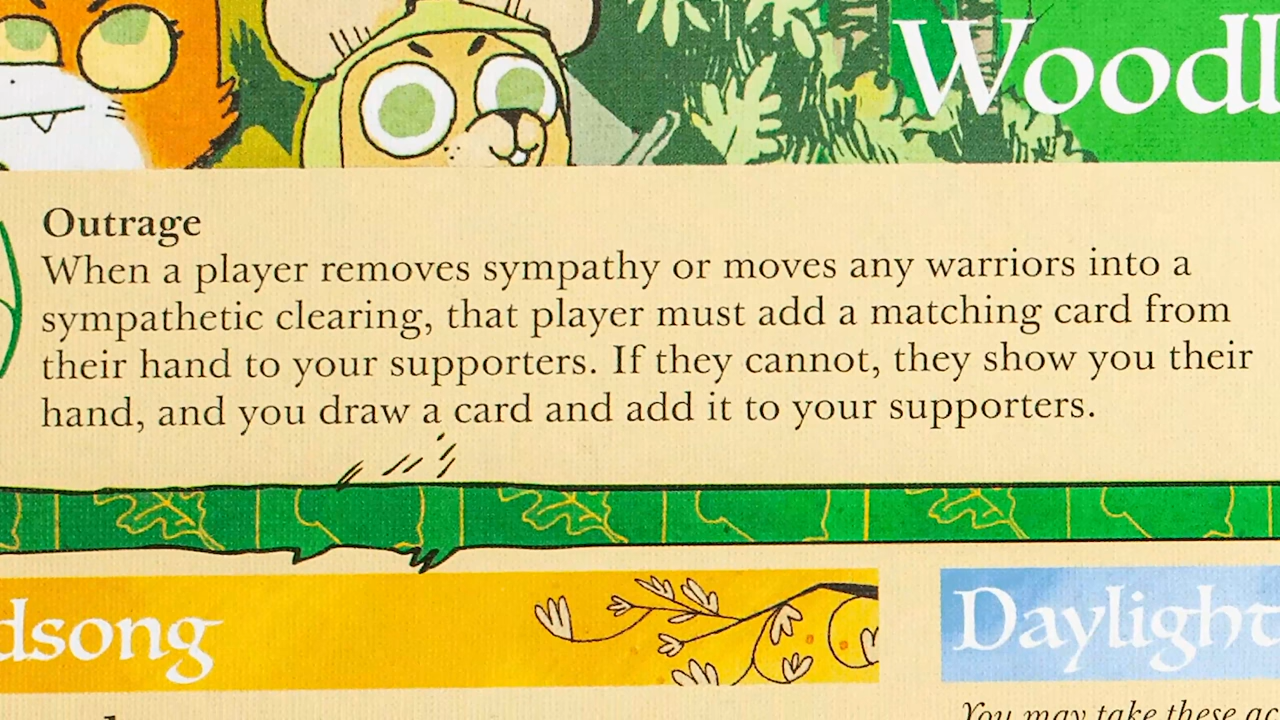 Woodl
Outrage
When a player removes sympathy or moves any warriors into a
sympathetic clearing, that player must add a matching card from
their hand to your supporters. If they cannot, they show you their
hand, and you draw a card and add it to your supporters.
dsong
Daylight
You may take these ac